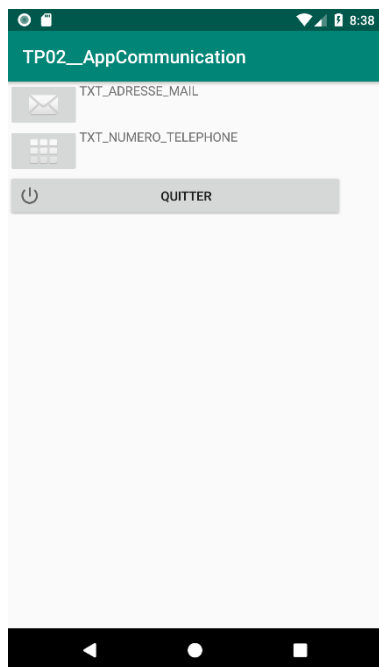 8:38
TP02__AppCommunication
TXT_ADRESSE_MAIL
TXT_NUMERO_TELEPHONE
QUITTER